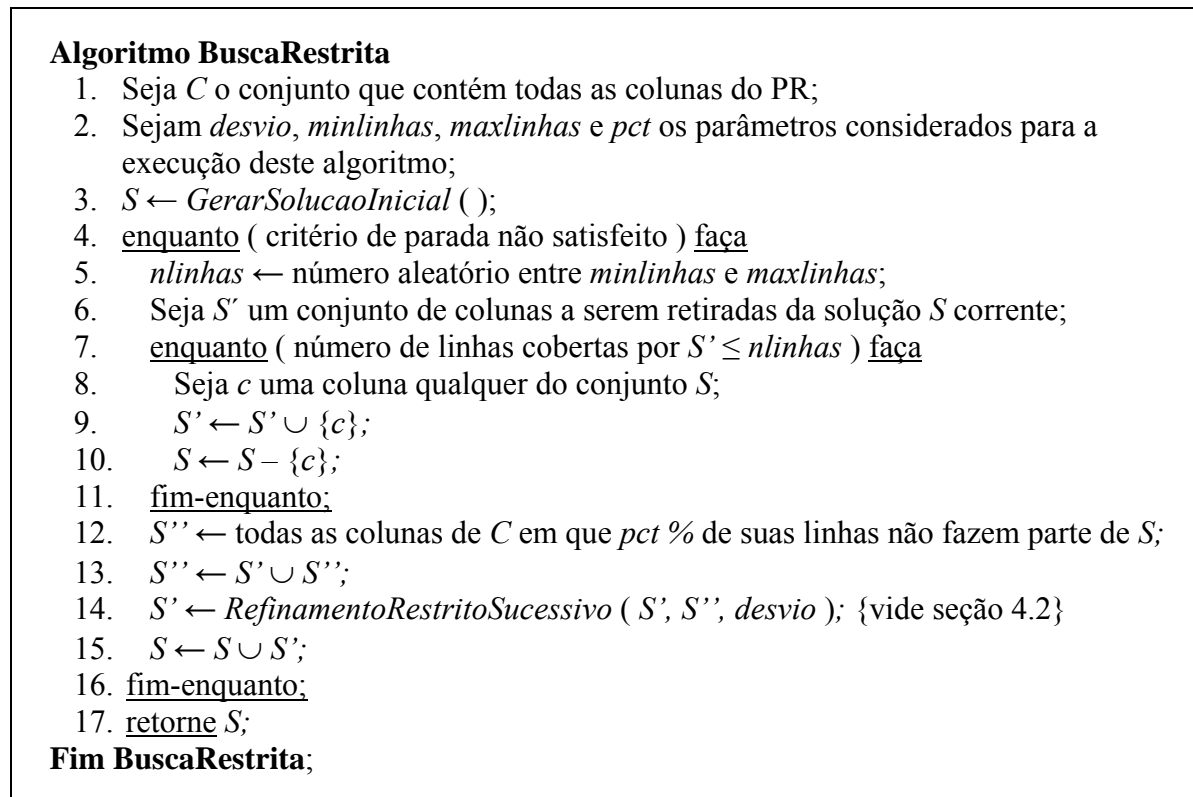 Algoritmo BuscaRestrita
1. Seja C o conjunto que contém todas as colunas do PR;
2. Sejam desvio, minlinhas, maxlinhas e pct os parâmetros considerados para a
execução deste algoritmo;
3. S ← GerarSolucaoInicial ( );
4. enquanto ( critério de parada não satisfeito ) faça
5. nlinhas ← número aleatório entre minlinhas e maxlinhas;
6. Seja S´ um conjunto de colunas a serem retiradas da solução S corrente;
7. enquanto ( número de linhas cobertas por S’ ≤ nlinhas ) faça
8. Seja c uma coluna qualquer do conjunto S;
9. S’ ← S’ ∪ {c};
10. S ← S – {c};
11. fim-enquanto;
12. S’’ ← todas as colunas de C em que pct % de suas linhas não fazem parte de S;
13. S’’ ← S’ ∪ S’’;
14. S’ ← RefinamentoRestritoSucessivo ( S’, S’’, desvio ); {vide seção 4.2}
15. S ← S ∪ S’;
16. fim-enquanto;
17. retorne S;
Fim BuscaRestrita;